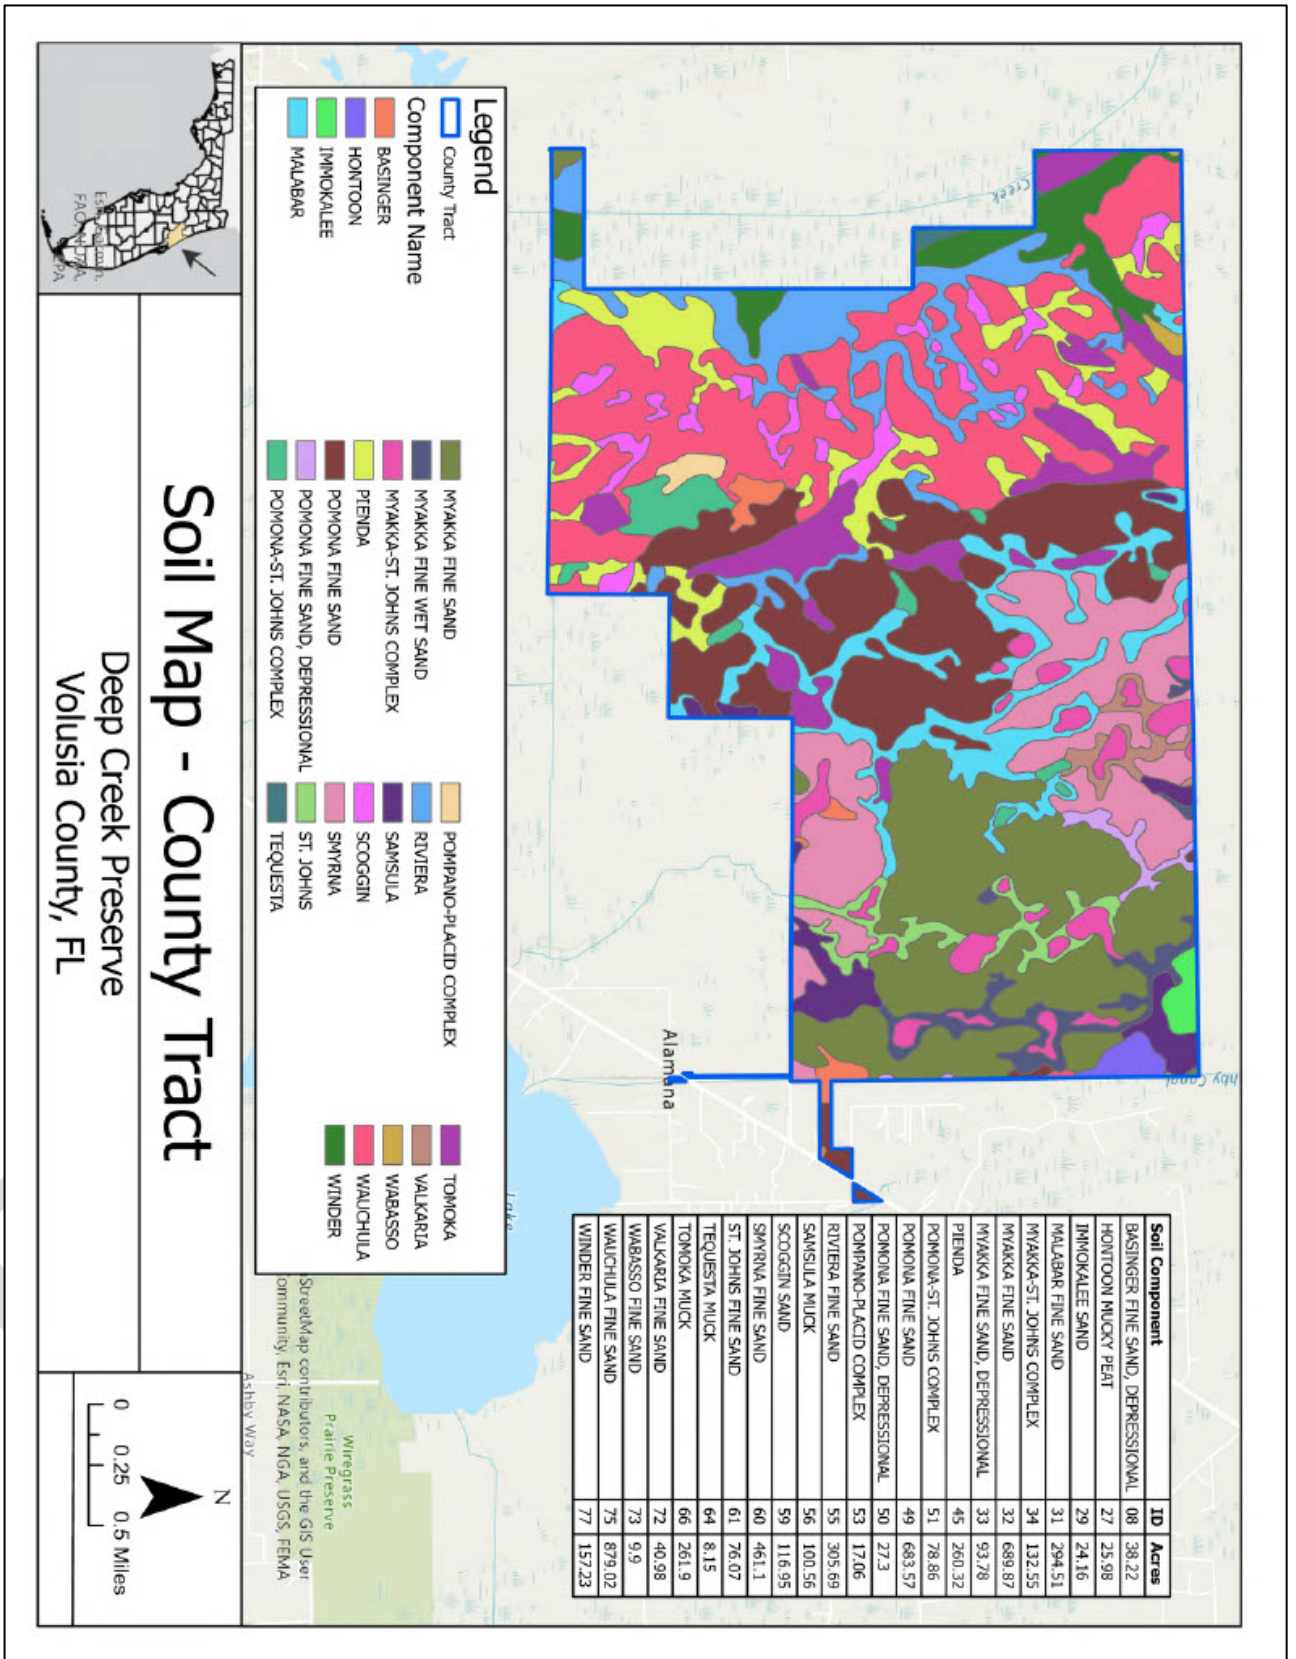 Creek
hby Canal
Alamana
Lake
Wiregrass
Prairie Preserve
Ashby Way
Soil Component ID Acres
BASINGER FINE SAND, DEPRESSIONAL 08 38.22
HONTOON MUCKY PEAT 27 25.98
IMMOKALEE SAND 29 24.16
MALABAR FINE SAND 31 294.51
MYAKKA-ST. JOHNS COMPLEX 34 132.55
MYAKKA FINE SAND 32 689.87
MYAKKA FINE SAND, DEPRESSIONAL 33 93.78
PIENDA 45 260.32
POMONA-ST. JOHNS COMPLEX 51 78.86
POMONA FINE SAND 49 683.57
POMONA FINE SAND, DEPRESSIONAL 50 27.3
POMPANO-PLACID COMPLEX 53 17.06
RIVIERA FINE SAND 55 305.69
SAMSULA MUCK 56 100.56
SCOGGIN SAND 59 116.95
SMYRNA FINE SAND 60 461.1
ST. JOHNS FINE SAND 61 76.07
TEQUESTA MUCK 64 8.15
TOMOKA MUCK 66 261.9
VALKARIA FINE SAND 72 40.98
WABASSO FINE SAND 73 9.9
WAUCHULA FINE SAND 75 879.02
WINDER FINE SAND 77 157.23
Legend
County Tract
Component Name
BASINGER
HONTOON
IMMOKALEE
MALABAR
MYAKKA FINE SAND
MYAKKA FINE WET SAND
MYAKKA-ST. JOHNS COMPLEX
PIENDA
POMONA FINE SAND
POMONA FINE SAND, DEPRESSIONAL
POMONA-ST. JOHNS COMPLEX
POMPANO-PLACID COMPLEX
RIVIERA
SAMSULA
SCOGGIN
SMYRNA
ST. JOHNS
TEQUESTA
TOMOKA
VALKARIA
WABASSO
WAUCHULA
WINDER
StreetMap contributors, and the GIS User
ommunity, Esri, NASA, NGA, USGS, FEMA
Soil Map - County Tract
Deep Creek Preserve
Volusia County, FL
N
0 0.25 0.5 Miles